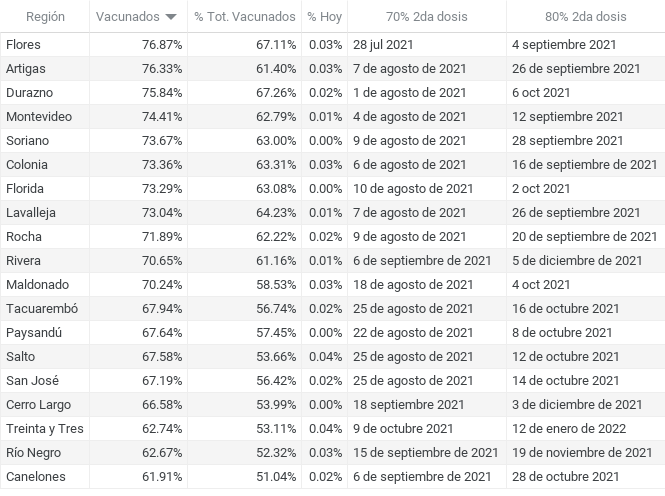 Región Vacunados % Tot. Vacunados % Hoy 70% 2da dosis 80% 2da dosis
Flores 76.87% 67.11% 0.03% 28 jul 2021 4 septiembre 2021
Artigas 76.33% 61.40% 0.03% 7 de agosto de 2021 26 de septiembre de 2021
Durazno 75.84% 67.26% 0.02% 1 de agosto de 2021 6 oct 2021
Montevideo 74.41% 62.79% 0.01% 4 de agosto de 2021 12 septiembre 2021
Soriano 73.67% 63.00% 0.00% 9 de agosto de 2021 28 septiembre 2021
Colonia 73.36% 63.31% 0.03% 6 de agosto de 2021 16 de septiembre de 2021
Florida 73.29% 63.08% 0.00% 10 de agosto de 2021 2 oct 2021
Lavalleja 73.04% 64.23% 0.01% 7 de agosto de 2021 26 septiembre 2021
Rocha 71.89% 62.22% 0.02% 9 de agosto de 2021 20 de septiembre de 2021
Rivera 70.65% 61.16% 0.01% 6 de septiembre de 2021 5 de diciembre de 2021
Maldonado 70.24% 58.53% 0.03% 18 de agosto de 2021 4 oct 2021
Tacuarembó 67.94% 56.74% 0.02% 25 de agosto de 2021 16 de octubre 2021
Paysandú 67.64% 57.45% 0.00% 22 de agosto de 2021 8 de octubre 2021
Salto 67.58% 53.66% 0.04% 25 de agosto de 2021 12 de octubre 2021
San José 67.19% 56.42% 0.02% 25 de agosto de 2021 14 de octubre 2021
Cerro Largo 66.58% 53.99% 0.00% 18 septiembre 2021 3 de diciembre de 2021
Treinta y Tres 62.74% 53.11% 0.04% 9 de octubre 2021 12 de enero de 2022
Río Negro 62.67% 52.32% 0.03% 15 de septiembre de 2021 19 de noviembre de 2021
Canelones 61.91% 51.04% 0.02% 6 de septiembre de 2021 28 de octubre 2021